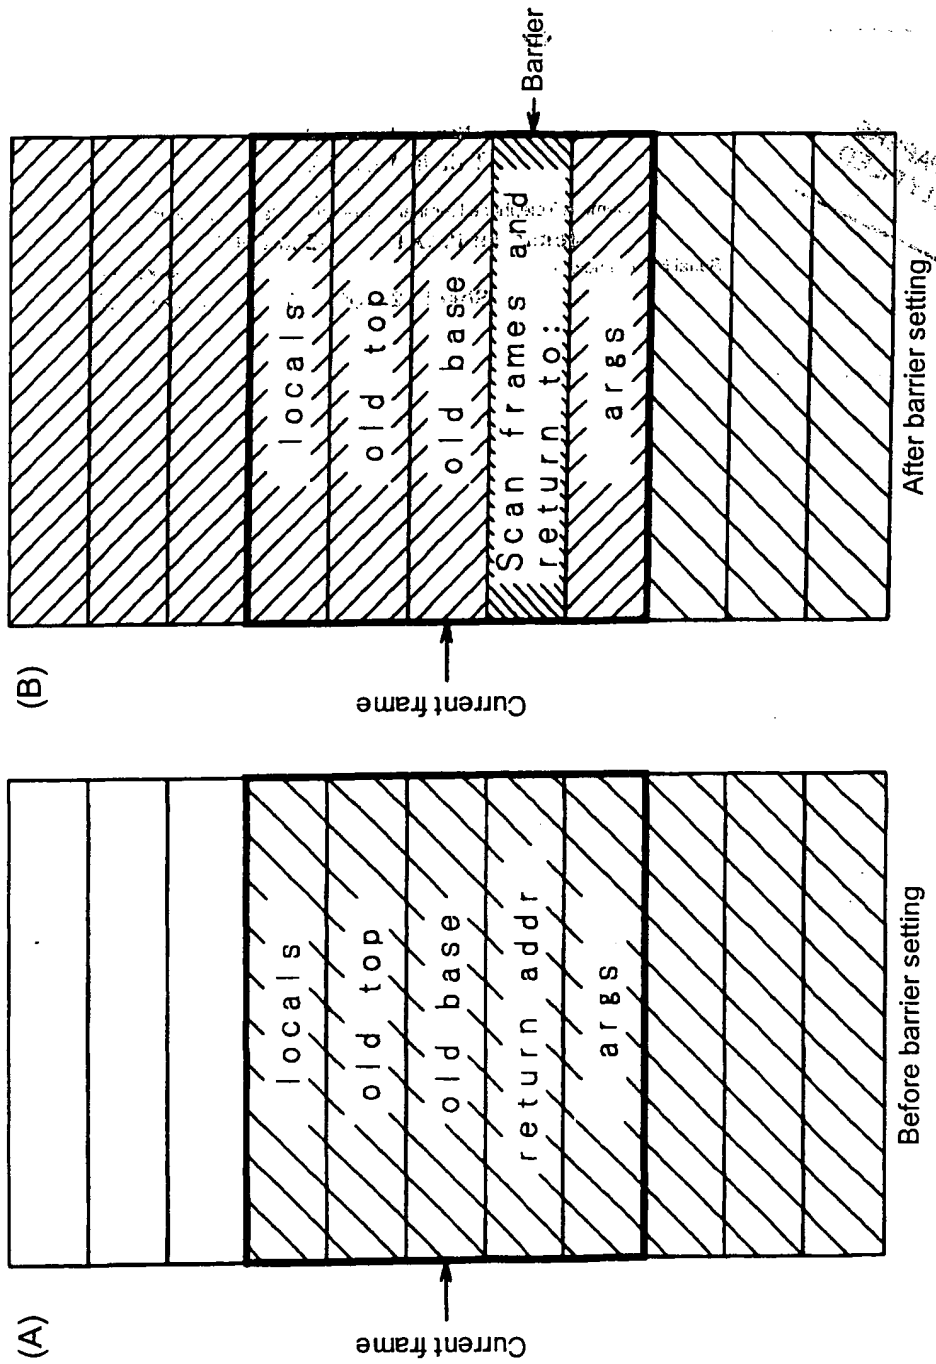 (A)
Current frame
locals
old top
old base
return addr
args
Before barrier setting
(B)
Current frame
locals
old top
old base
Scan frames and
return to:
args
Barrier
After barrier setting